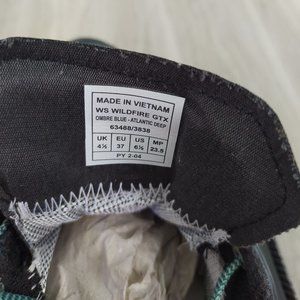 MADE IN VIETNAM
WS WILDFIRE GTX
OMBRE BLUE - ATLANTIC DEEP
63488/3838
UK EU US MP
4½ 37 6½ 23.5
PY 2-04